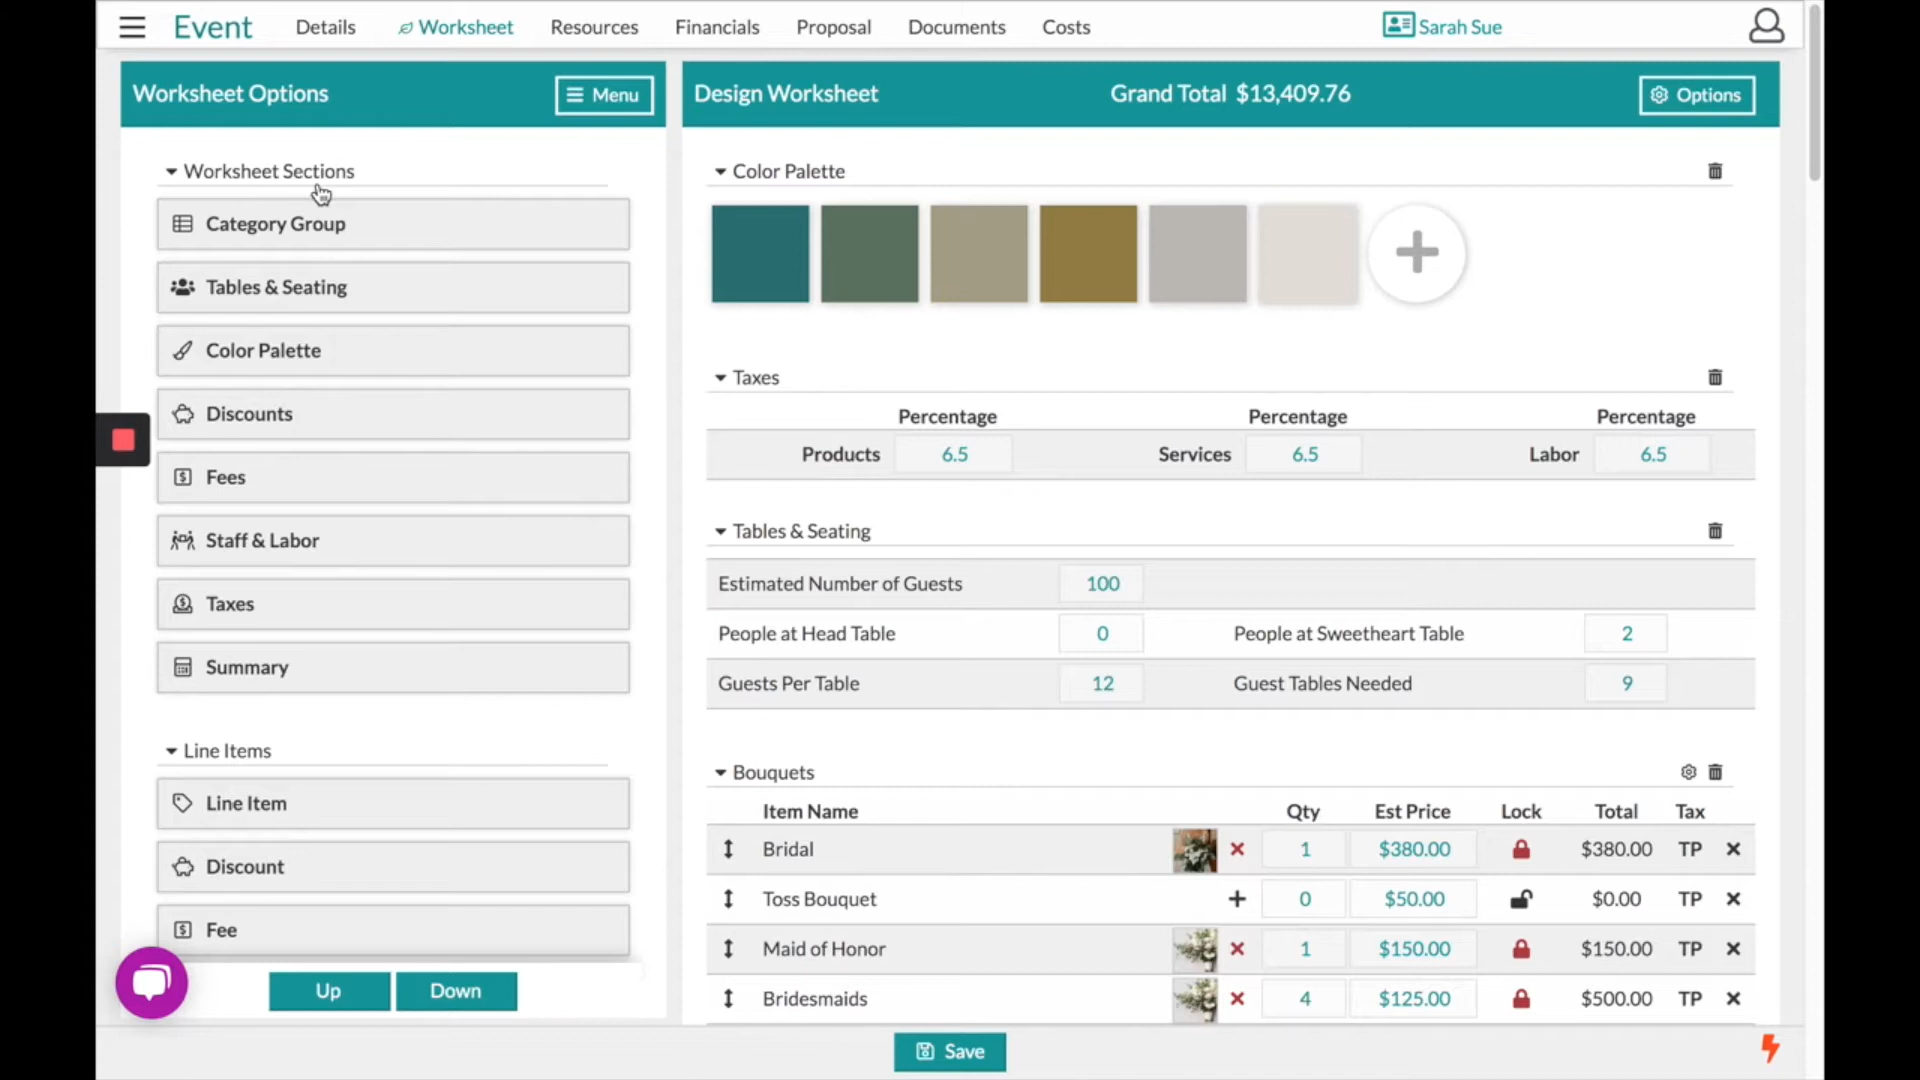 Event Details Worksheet Resources Financials Proposal Documents Costs Sarah Sue
Worksheet Options Menu
Worksheet Sections
Category Group
Tables & Seating
Color Palette
Discounts
Fees
Staff & Labor
Taxes
Summary
Line Items
Line Item
Discount
Fee
Up Down
Design Worksheet Grand Total $13,409.76 Options
Color Palette
Taxes
Percentage Percentage Percentage
Products 6.5 Services 6.5 Labor 6.5
Tables & Seating
Estimated Number of Guests 100
People at Head Table 0 People at Sweetheart Table 2
Guests Per Table 12 Guest Tables Needed 9
Bouquets
Item Name Qty Est Price Lock Total Tax
Bridal 1 $380.00 $380.00 TP
Toss Bouquet 0 $50.00 $0.00 TP
Maid of Honor 1 $150.00 $150.00 TP
Bridesmaids 4 $125.00 $500.00 TP
Save